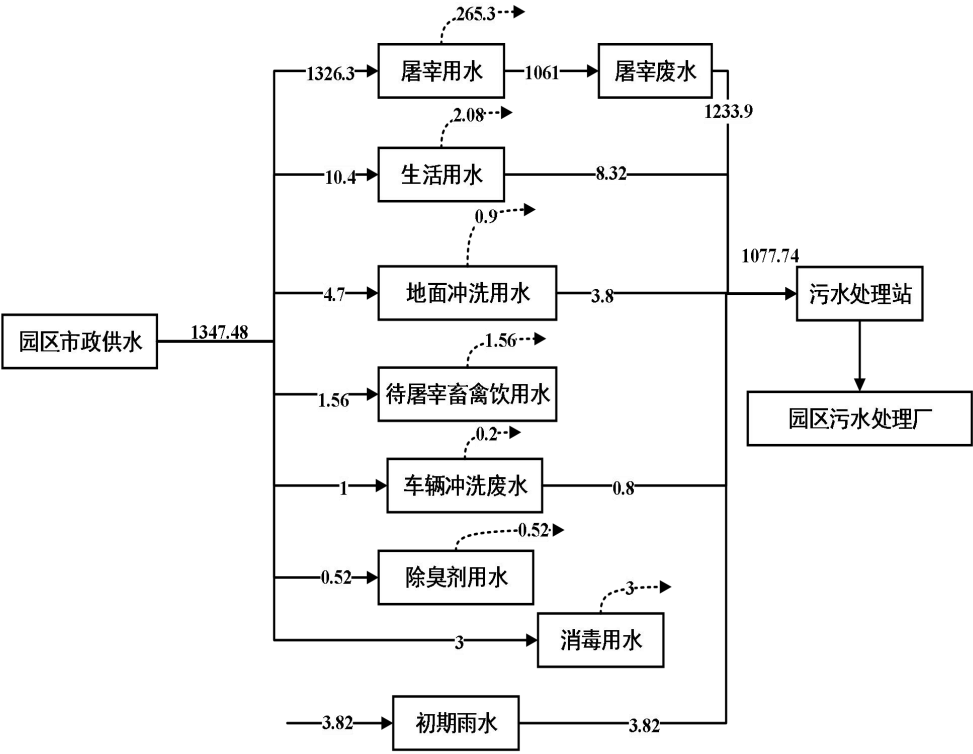 265.3
1326.3
屠宰用水
1061
屠宰废水
1233.9
2.08
10.4
生活用水
8.32
0.9
4.7
地面冲洗用水
3.8
1077.74
污水处理站
园区市政供水
1347.48
1.56
1.56
待屠宰畜禽饮用水
园区污水处理厂
0.2
1
车辆冲洗废水
0.8
0.52
0.52
除臭剂用水
3
3
消毒用水
3.82
初期雨水
3.82